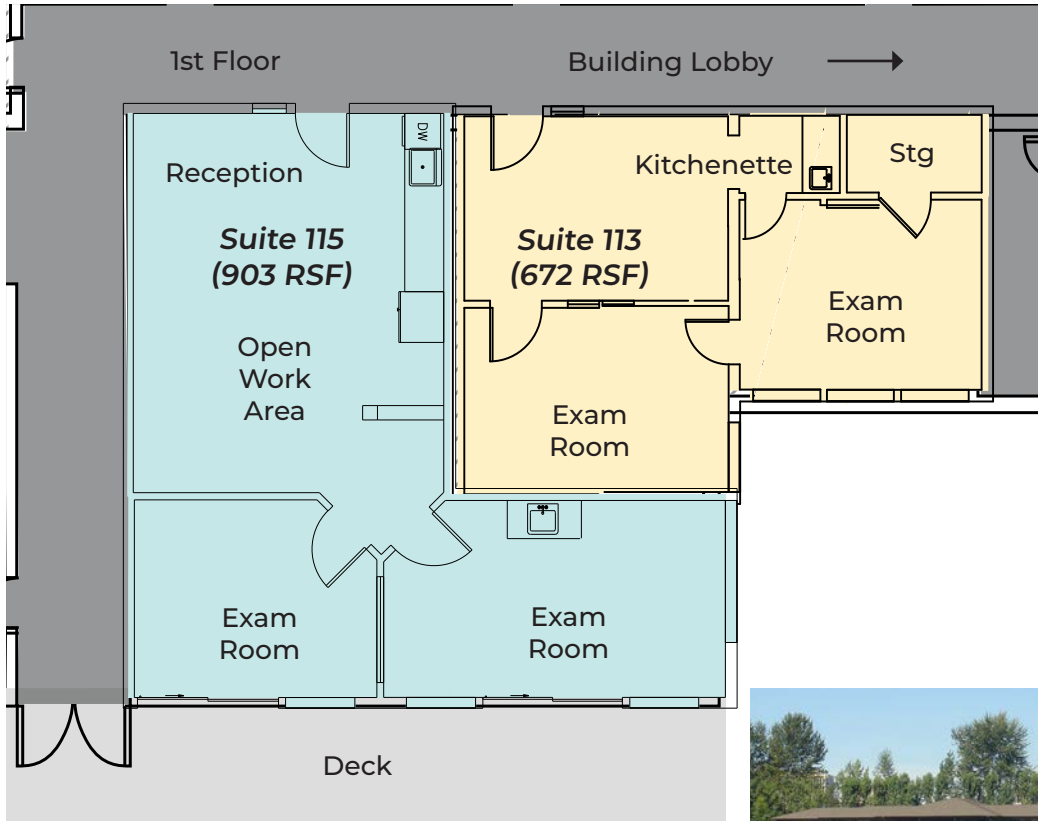 1st Floor
Building Lobby
DW
Reception
Kitchenette
Stg
Suite 115
(903 RSF)
Suite 113
(672 RSF)
Exam
Room
Open
Work
Area
Exam
Room
Exam
Room
Exam
Room
Deck